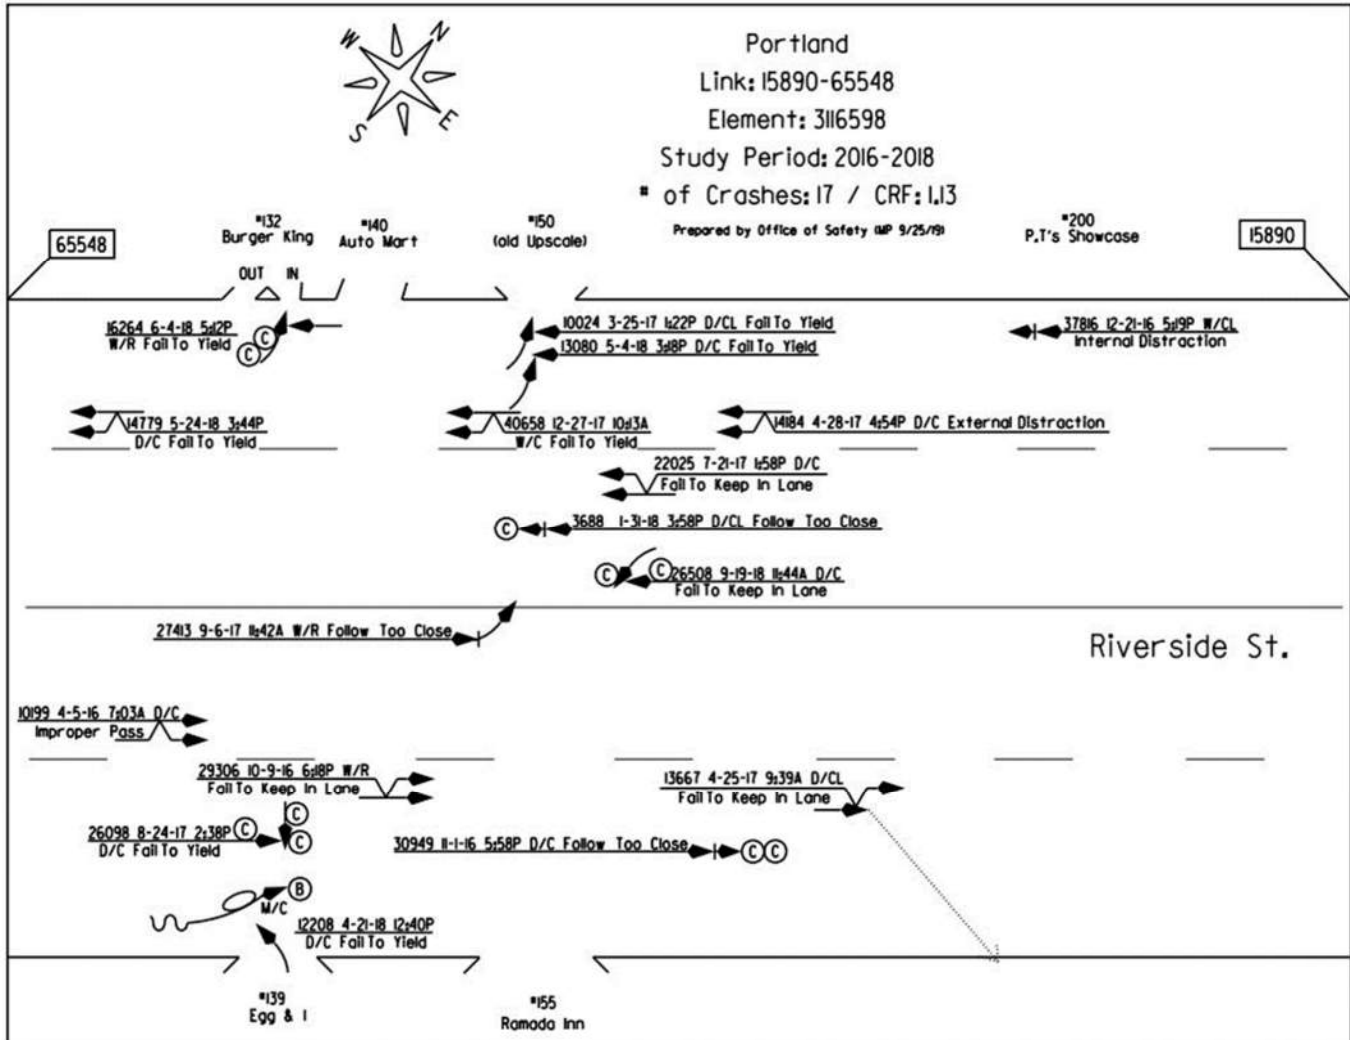 W N
S E
Portland
Link: 15890-65548
Element: 3116598
Study Period: 2016-2018
# of Crashes: 17 / CRF: 1.13
Prepared by Office of Safety (MP 9/25/19)
65548
#132
Burger King
#140
Auto Mart
#150
(old Upscale)
#200
P.T's Showcase
15890
OUT IN
16264 6-4-18 5:12P
W/R Fail To Yield
C
C
10024 3-25-17 1:22P D/CL Fail To Yield
13080 5-4-18 3:18P D/C Fail To Yield
37816 12-21-16 5:19P W/CL
Internal Distraction
14779 5-24-18 3:44P
D/C Fail To Yield
40658 12-27-17 10:13A
W/C Fail To Yield
14184 4-28-17 4:54P D/C External Distraction
22025 7-21-17 1:58P D/C
Fail To Keep In Lane
C
3688 1-31-18 3:58P D/CL Follow Too Close
C
C
26508 9-19-18 11:44A D/C
Fail To Keep In Lane
27413 9-6-17 11:42A W/R Follow Too Close
Riverside St.
10199 4-5-16 7:03A D/C
Improper Pass
29306 10-9-16 6:18P W/R
Fail To Keep In Lane
13667 4-25-17 9:39A D/CL
Fail To Keep In Lane
C
26098 8-24-17 2:38P
D/C Fail To Yield
C
C
30949 11-1-16 5:58P D/C Follow Too Close
C C
B
M/C
12208 4-21-18 12:40P
D/C Fail To Yield
#139
Egg & I
#155
Ramada Inn